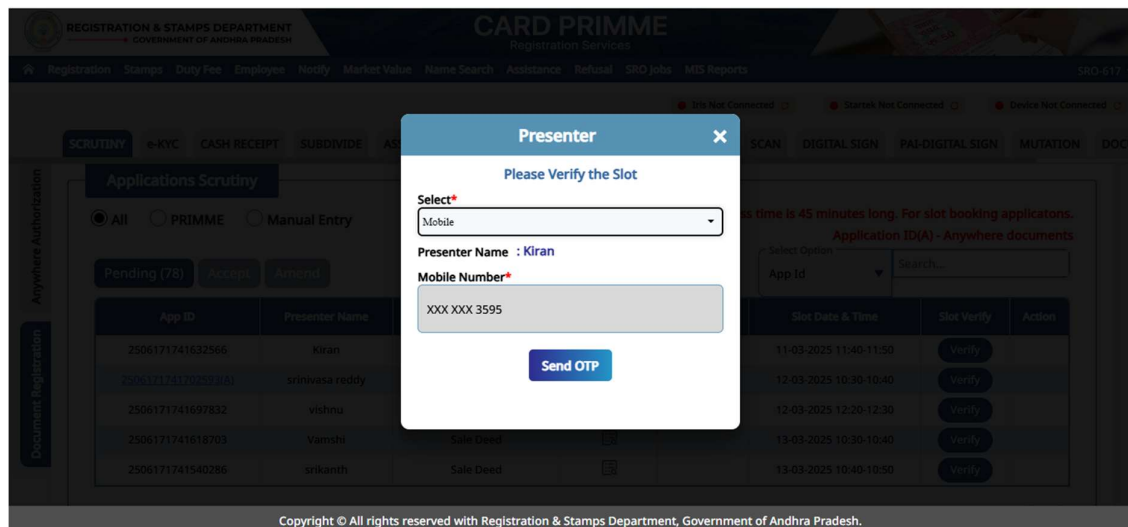 REGISTRATION & STAMPS DEPARTMENT
GOVERNMENT OF ANDHRA PRADESH
CARD PRIMME
Registration Services
Registration Stamps Duty Fee Employee Notify Market Value Name Search Assistance Refusal SRO Jobs MIS Reports SRO-617
Iris Not Connected Startek Not Connected Device Not Connected
SCRUTINY e-KYC CASH RECEIPT SUBDIVIDE SCAN DIGITAL SIGN PAI-DIGITAL SIGN MUTATION
Anywhere Authorization
Document Registration
Applications Scrutiny
All PRIMME Manual Entry
time is 45 minutes long. For slot booking applicatons.
Application ID(A) - Anywhere documents
Pending (78) Accept Amend
Select Option
App Id
Search...
App ID Presenter Name Slot Date & Time Slot Verify Action
2506171741632566 Kiran 11-03-2025 11:40-11:50 Verify
srinivasa reddy 12-03-2025 10:30-10:40 Verify
2506171741697832 vishnu 12-03-2025 12:20-12:30 Verify
2506171741618703 Vamshi Sale Deed 13-03-2025 10:30-10:40 Verify
2506171741540286 srikanth Sale Deed 13-03-2025 10:40-10:50 Verify
Presenter
Please Verify the Slot
Select*
Mobile
Presenter Name : Kiran
Mobile Number*
XXX XXX 3595
Send OTP
Copyright © All rights reserved with Registration & Stamps Department, Government of Andhra Pradesh.